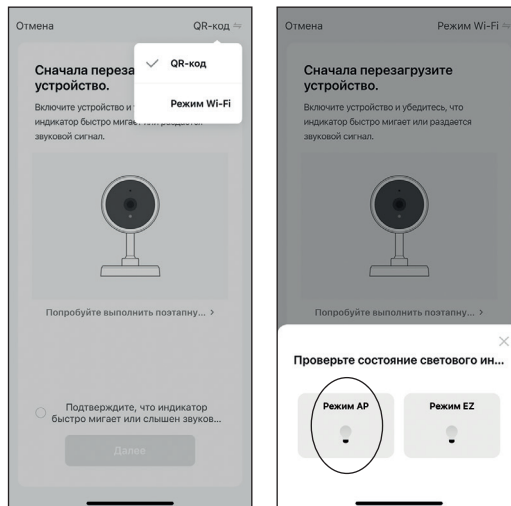 Отмена
QR-код
QR-код
Режим Wi-Fi
Сначала переза
устройство.
Включите устройство и
индикатор быстро мигает
звуковой сигнал.
Попробуйте выполнить поэтапну... >
Подтвердите, что индикатор
быстро мигает или слышен звуков...
Далее
Отмена
Режим Wi-Fi
Сначала перезагрузите
устройство.
Включите устройство и убедитесь, что
индикатор быстро мигает или раздается
звуковой сигнал.
Попробуйте выполнить поэтапну... >
Проверьте состояние светового ин...
Режим AP
Режим EZ